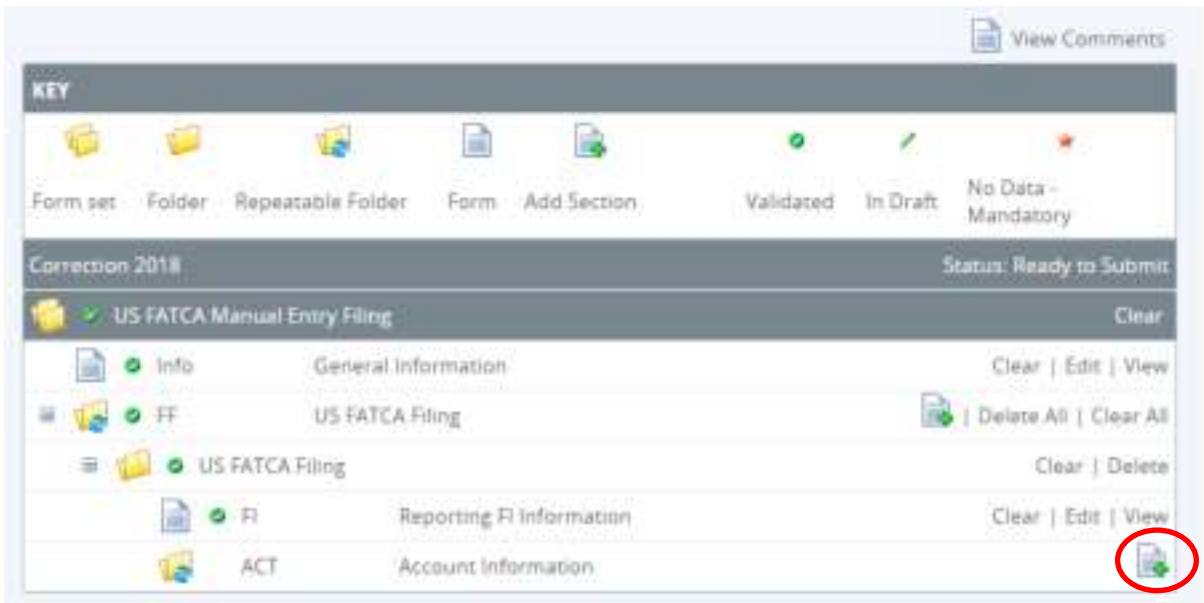 View Comments
KEY
Form set Folder Repeatable Folder Form Add Section Validated In Draft No Data -
Mandatory
Correction 2018 Status: Ready to Submit
US FATCA Manual Entry Filing Clear
Info General Information Clear | Edit | View
FF US FATCA Filing | Delete All | Clear All
US FATCA Filing Clear | Delete
FI Reporting FI Information Clear | Edit | View
ACT Account Information